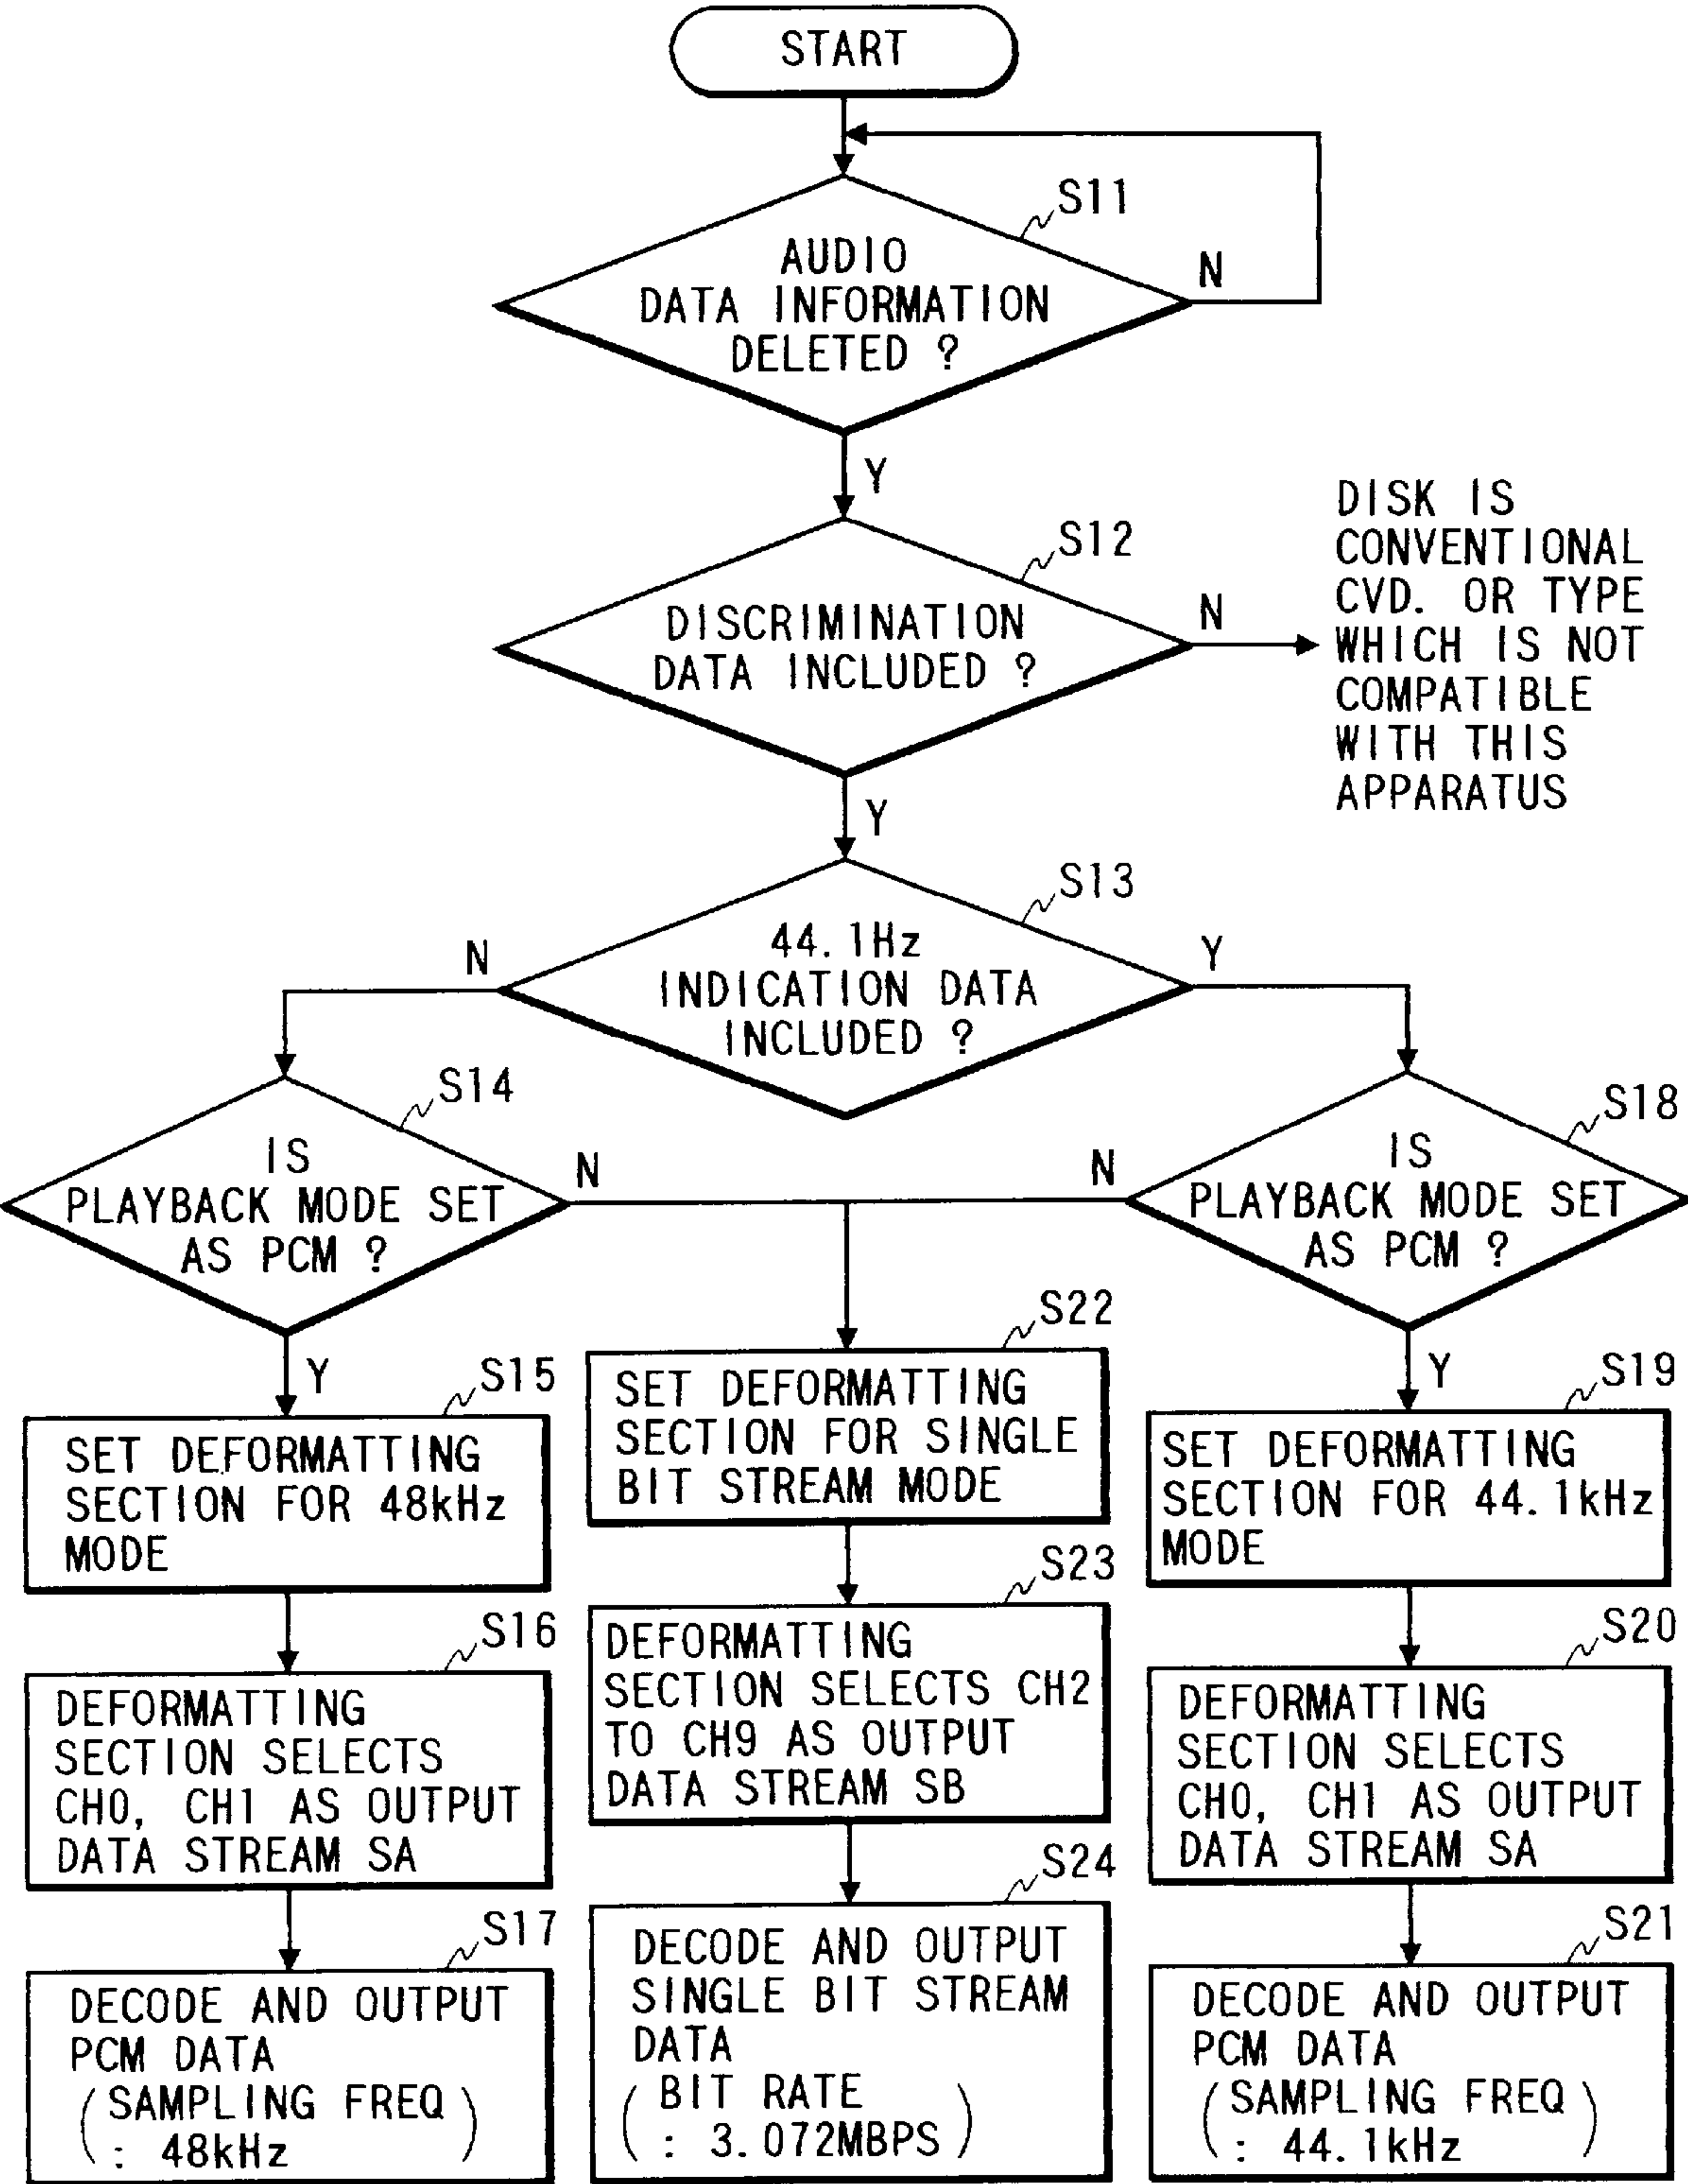 START
S11
AUDIO
DATA INFORMATION
DELETED ?
N
Y
S12
DISCRIMINATION
DATA INCLUDED ?
N
DISK IS
CONVENTIONAL
CVD. OR TYPE
WHICH IS NOT
COMPATIBLE
WITH THIS
APPARATUS
Y
S13
44.1Hz
INDICATION DATA
INCLUDED ?
N
Y
S14
IS
PLAYBACK MODE SET
AS PCM ?
N
Y
S18
IS
PLAYBACK MODE SET
AS PCM ?
N
Y
S15
SET DEFORMATTING
SECTION FOR 48kHz
MODE
S16
DEFORMATTING
SECTION SELECTS
CH0, CH1 AS OUTPUT
DATA STREAM SA
S17
DECODE AND OUTPUT
PCM DATA
(SAMPLING FREQ
: 48kHz)
S22
SET DEFORMATTING
SECTION FOR SINGLE
BIT STREAM MODE
S23
DEFORMATTING
SECTION SELECTS CH2
TO CH9 AS OUTPUT
DATA STREAM SB
S24
DECODE AND OUTPUT
SINGLE BIT STREAM
DATA
(BIT RATE
: 3.072MBPS)
S19
SET DEFORMATTING
SECTION FOR 44.1kHz
MODE
S20
DEFORMATTING
SECTION SELECTS
CH0, CH1 AS OUTPUT
DATA STREAM SA
S21
DECODE AND OUTPUT
PCM DATA
(SAMPLING FREQ
: 44.1kHz)